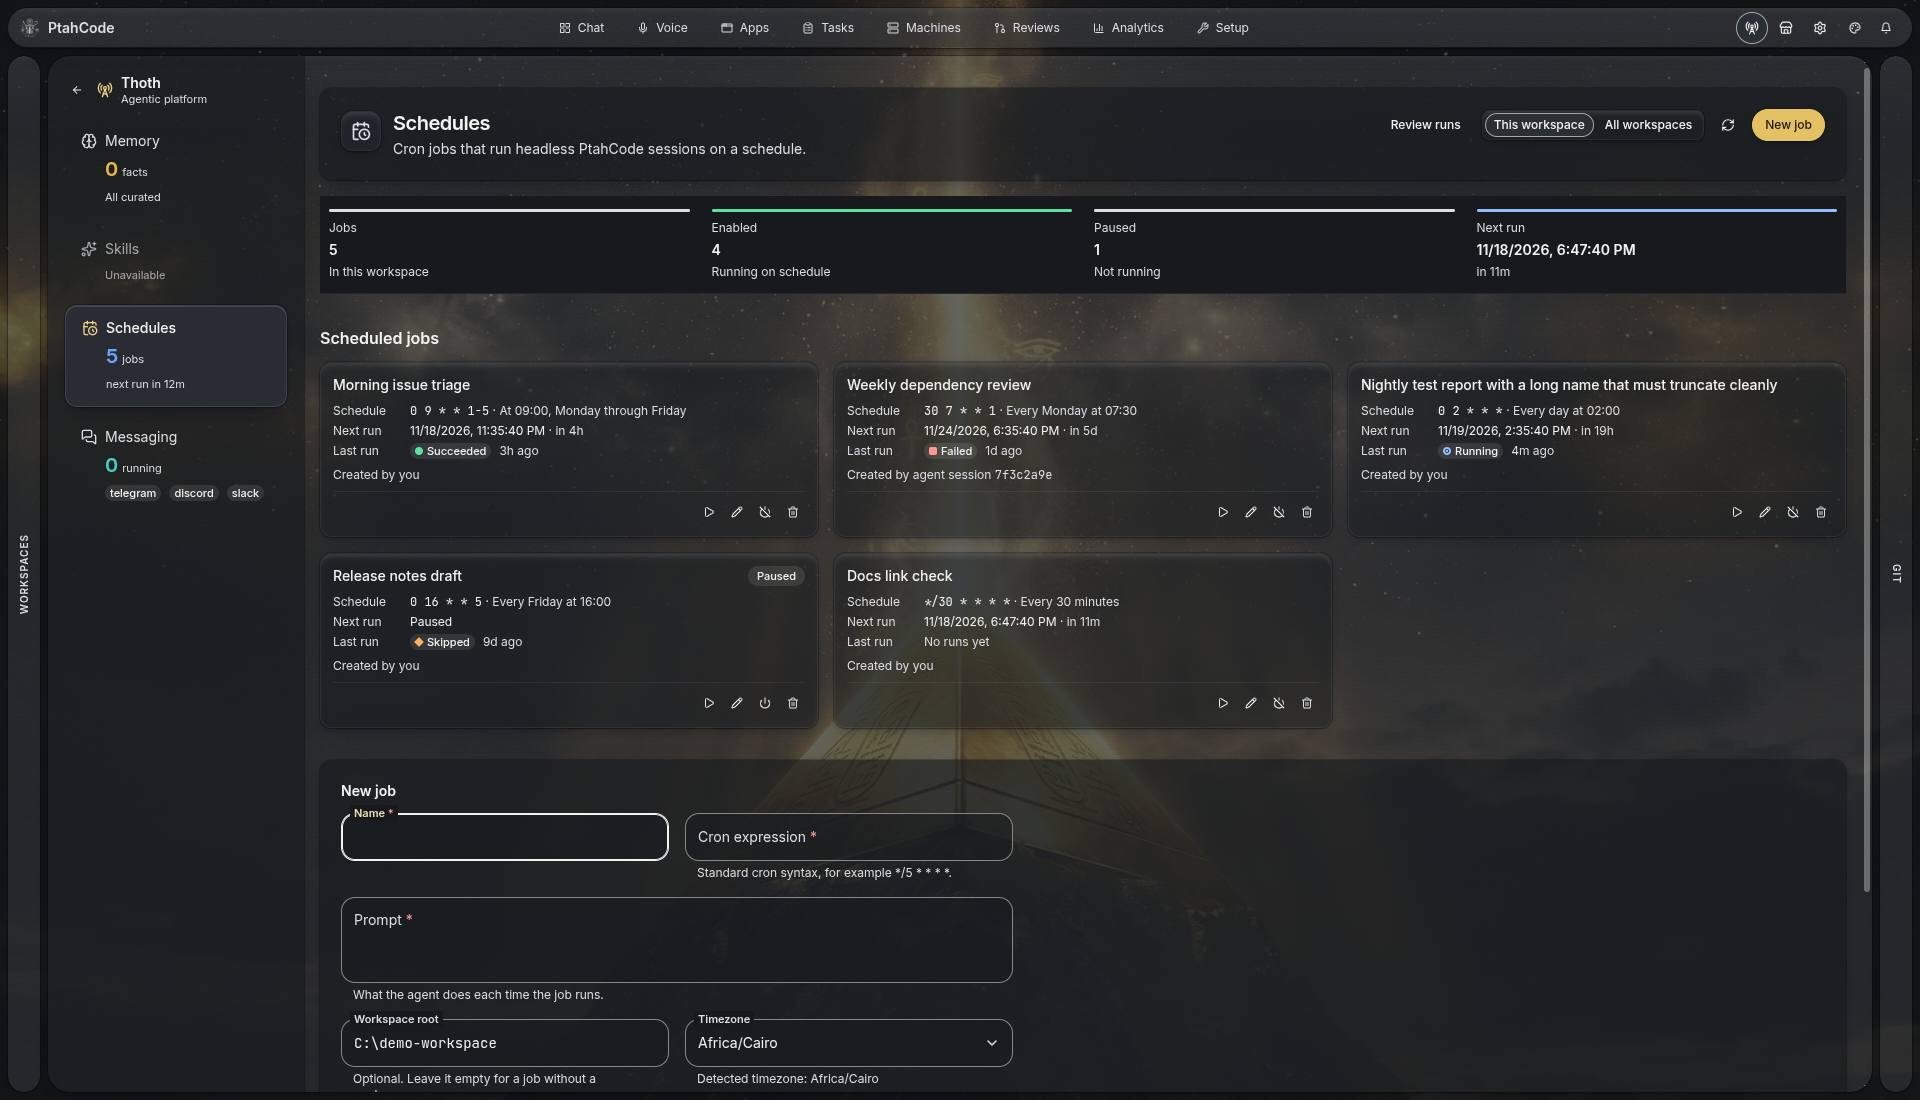 PtahCode
Chat
Voice
Apps
Tasks
Machines
Reviews
Analytics
Setup
WORKSPACES
Thoth
Agentic platform
Memory
0 facts
All curated
Skills
Unavailable
Schedules
5 jobs
next run in 12m
Messaging
0 running
telegram discord slack
Schedules
Cron jobs that run headless PtahCode sessions on a schedule.
Review runs
This workspace
All workspaces
New job
Jobs
5
In this workspace
Enabled
4
Running on schedule
Paused
1
Not running
Next run
11/18/2026, 6:47:40 PM
in 11m
Scheduled jobs
Morning issue triage
Schedule 0 9 * * 1-5 · At 09:00, Monday through Friday
Next run 11/18/2026, 11:35:40 PM · in 4h
Last run Succeeded 3h ago
Created by you
Weekly dependency review
Schedule 30 7 * * 1 · Every Monday at 07:30
Next run 11/24/2026, 6:35:40 PM · in 5d
Last run Failed 1d ago
Created by agent session 7f3c2a9e
Nightly test report with a long name that must truncate cleanly
Schedule 0 2 * * * · Every day at 02:00
Next run 11/19/2026, 2:35:40 PM · in 19h
Last run Running 4m ago
Created by you
Release notes draft
Paused
Schedule 0 16 * * 5 · Every Friday at 16:00
Next run Paused
Last run Skipped 9d ago
Created by you
Docs link check
Schedule */30 * * * * · Every 30 minutes
Next run 11/18/2026, 6:47:40 PM · in 11m
Last run No runs yet
Created by you
New job
Name *
Cron expression *
Standard cron syntax, for example */5 * * * *.
Prompt *
What the agent does each time the job runs.
Workspace root
C:\demo-workspace
Optional. Leave it empty for a job without a
Timezone
Africa/Cairo
Detected timezone: Africa/Cairo
GIT